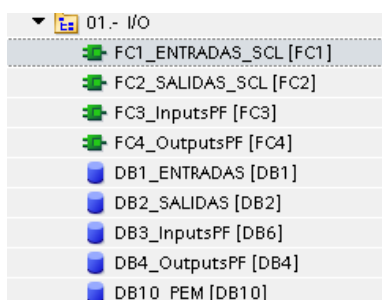 01.- I/O
FC1_ENTRADAS_SCL [FC1]
FC2_SALIDAS_SCL [FC2]
FC3_InputsPF [FC3]
FC4_OutputsPF [FC4]
DB1_ENTRADAS [DB1]
DB2_SALIDAS [DB2]
DB3_InputsPF [DB6]
DB4_OutputsPF [DB4]
DB10_PEM [DB10]